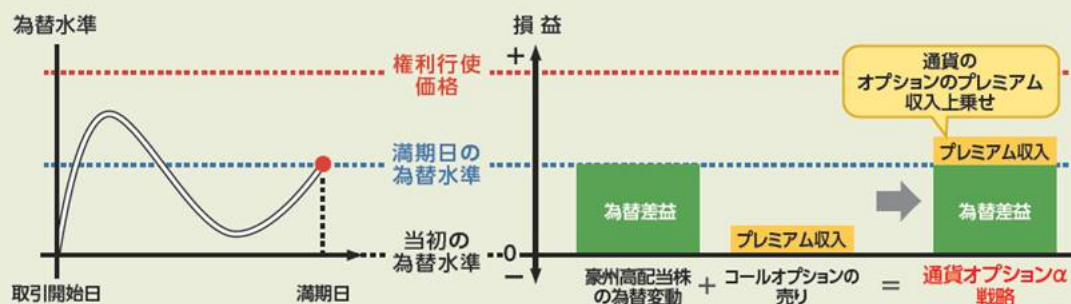 為替水準
権利行使
価格
満期日の
為替水準
当初の
為替水準
取引開始日
満期日
損益
+
0
−
為替差益
プレミアム収入
通貨の
オプションのプレミアム
収入上乗せ
プレミアム収入
為替差益
豪州高配当株
の為替変動
+
コールオプションの
売り
=
通貨オプションα
戦略